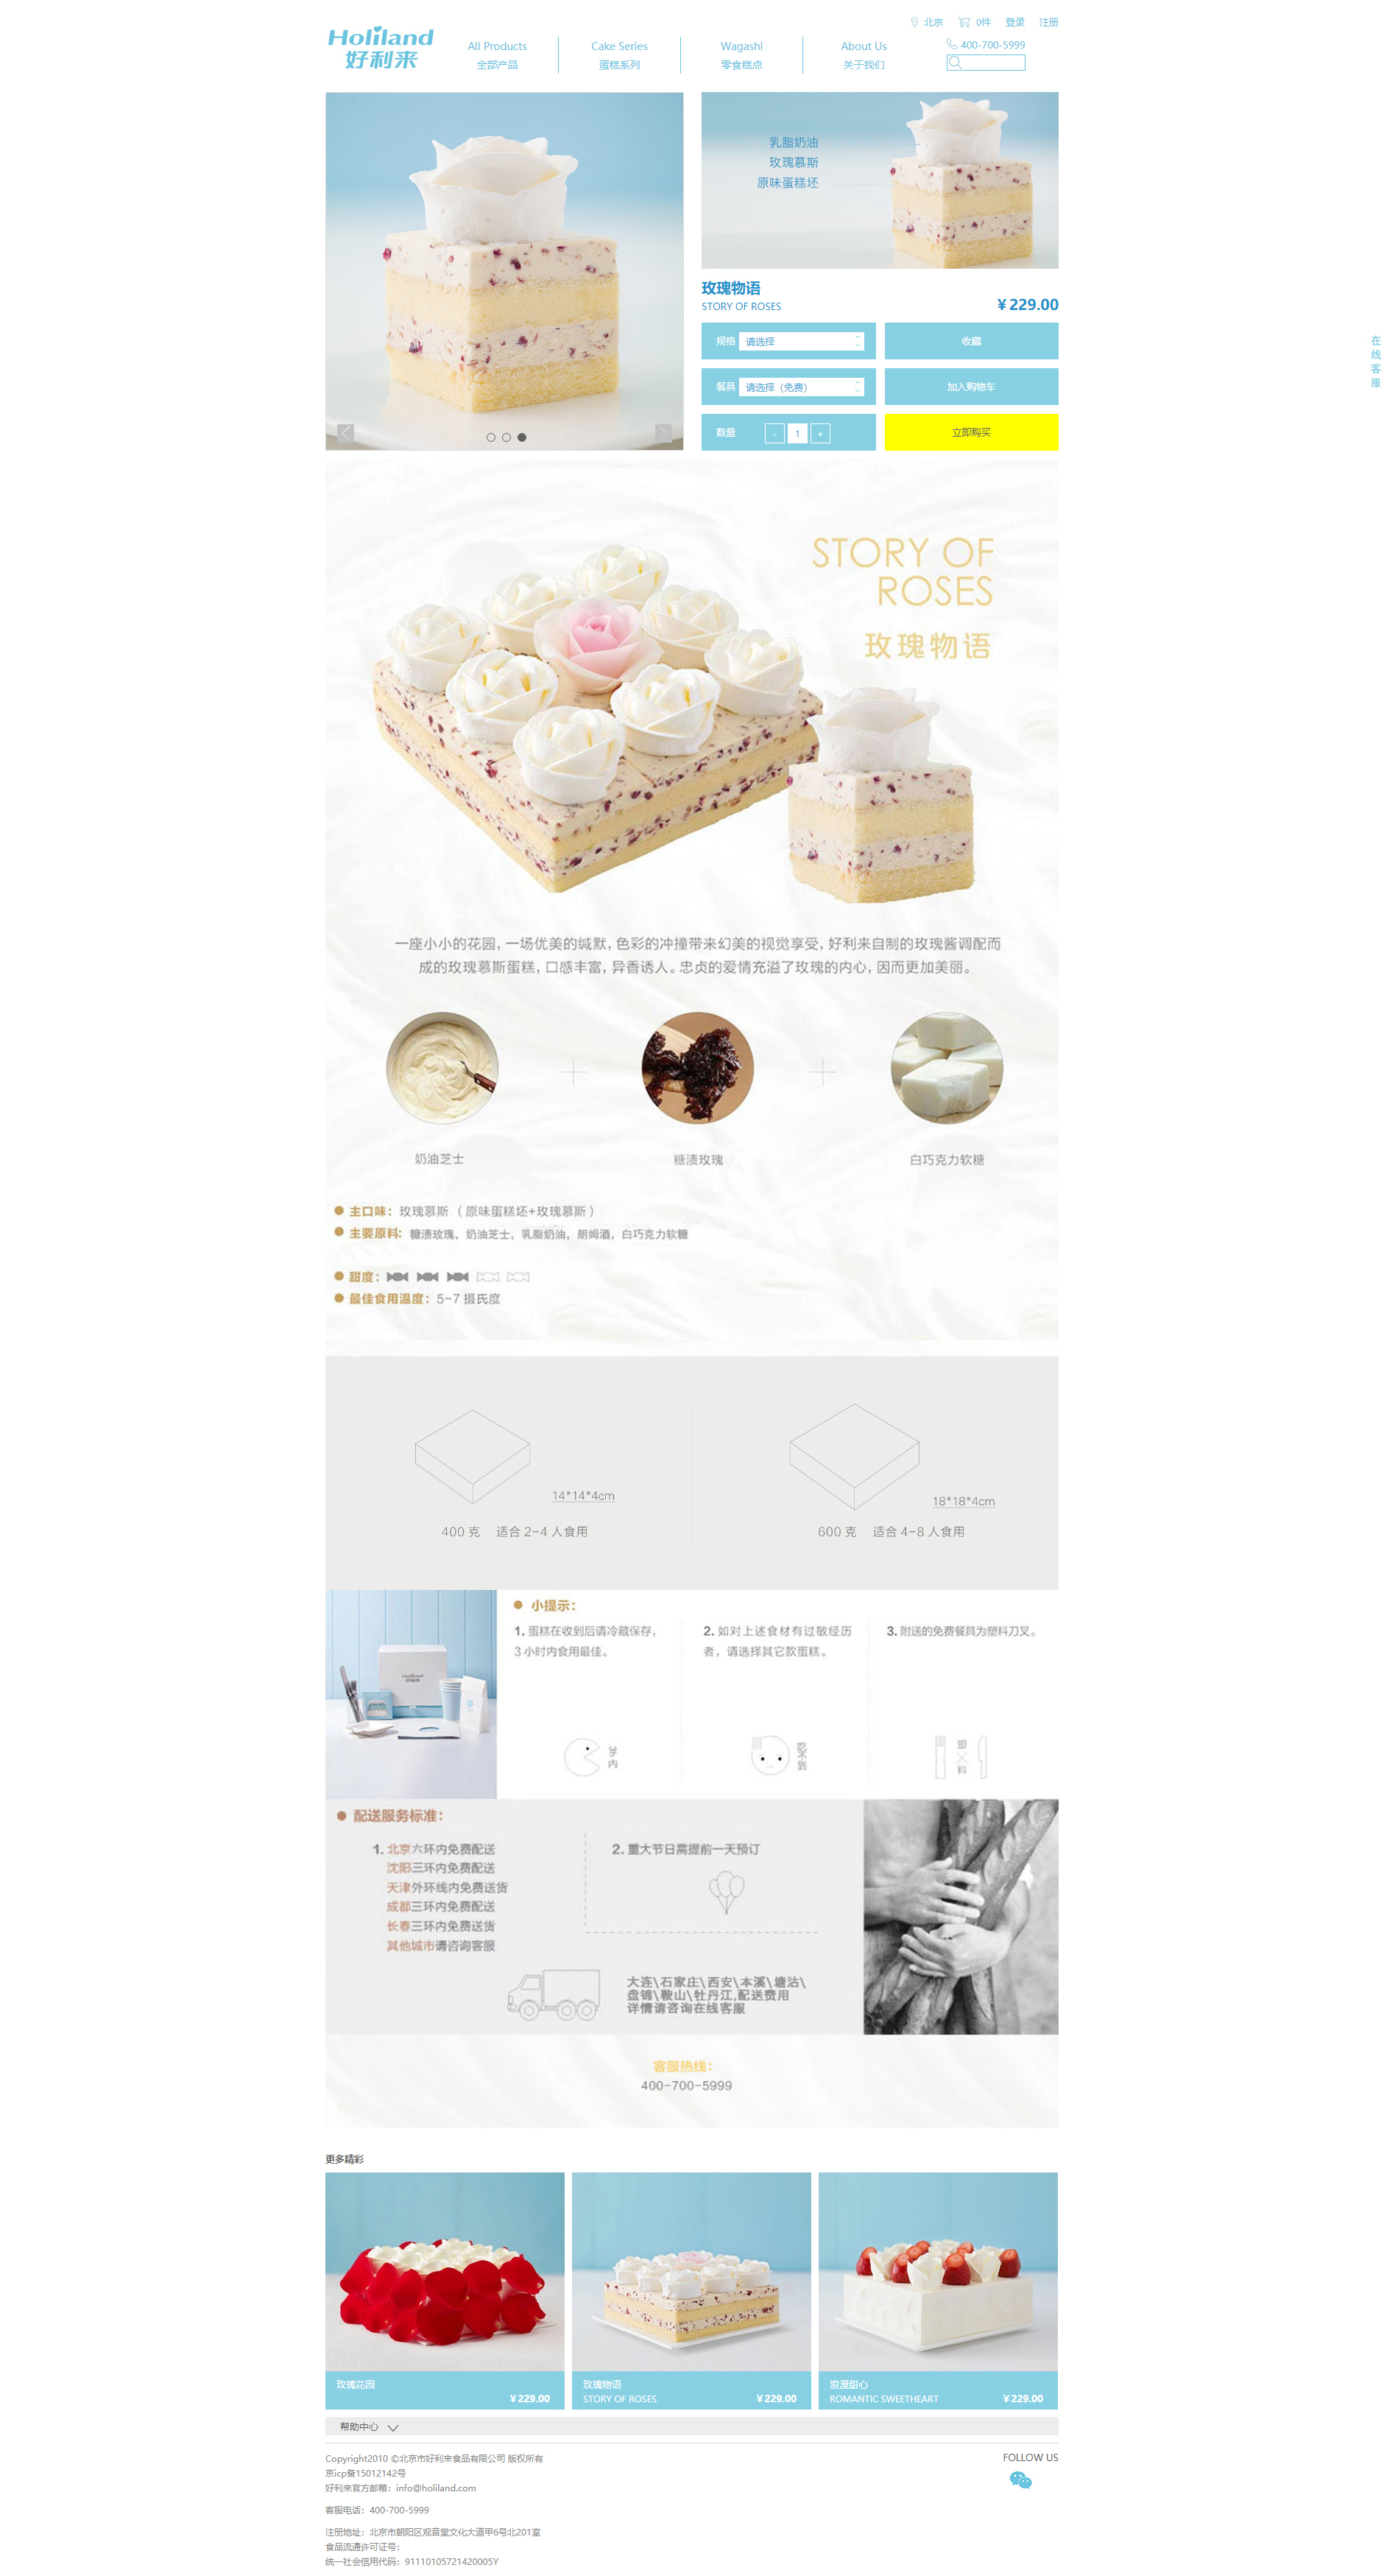 北京 0件 登录 注册
Holiland
好利来
All Products
全部产品
Cake Series
蛋糕系列
Wagashi
零食糕点
About Us
关于我们
400-700-5999
乳脂奶油
玫瑰慕斯
原味蛋糕坯
玫瑰物语
STORY OF ROSES
¥229.00
规格 请选择
收藏
餐具 请选择（免费）
加入购物车
数量 - 1 +
立即购买
在线客服
STORY OF
ROSES
玫瑰物语
一座小小的花园，一场优美的缄默，色彩的冲撞带来幻美的视觉享受，好利来自制的玫瑰酱调配而
成的玫瑰慕斯蛋糕，口感丰富，异香诱人。忠贞的爱情充溢了玫瑰的内心，因而更加美丽。
奶油芝士
糖渍玫瑰
白巧克力软糖
主口味：玫瑰慕斯（原味蛋糕坯+玫瑰慕斯）
主要原料：糖渍玫瑰，奶油芝士，乳脂奶油，朗姆酒，白巧克力软糖
甜度：
最佳食用温度：5-7 摄氏度
14*14*4cm
400 克 适合 2-4 人食用
18*18*4cm
600 克 适合 4-8 人食用
Holiland
好利来
小提示：
1. 蛋糕在收到后请冷藏保存，
3 小时内食用最佳。
2. 如对上述食材有过敏经历
者，请选择其它款蛋糕。
3. 附送的免费餐具为塑料刀叉。
3h内
吃不到
塑料
配送服务标准：
1. 北京六环内免费配送
沈阳三环内免费配送
天津外环线内免费送货
成都三环内免费配送
长春三环内免费送货
其他城市请咨询客服
2. 重大节日需提前一天预订
大连\石家庄\西安\本溪\塘沽\
盘锦\鞍山\牡丹江,配送费用
详情请咨询在线客服
客服热线：
400-700-5999
更多精彩
玫瑰花园
¥229.00
玫瑰物语
STORY OF ROSES
¥229.00
浪漫甜心
ROMANTIC SWEETHEART
¥229.00
帮助中心
Copyright2010 ©北京市好利来食品有限公司 版权所有
京icp备15012142号
好利来官方邮箱：info@holiland.com
客服电话：400-700-5999
注册地址：北京市朝阳区观音堂文化大道甲6号北201室
食品流通许可证号：
统一社会信用代码：91110105721420005Y
FOLLOW US